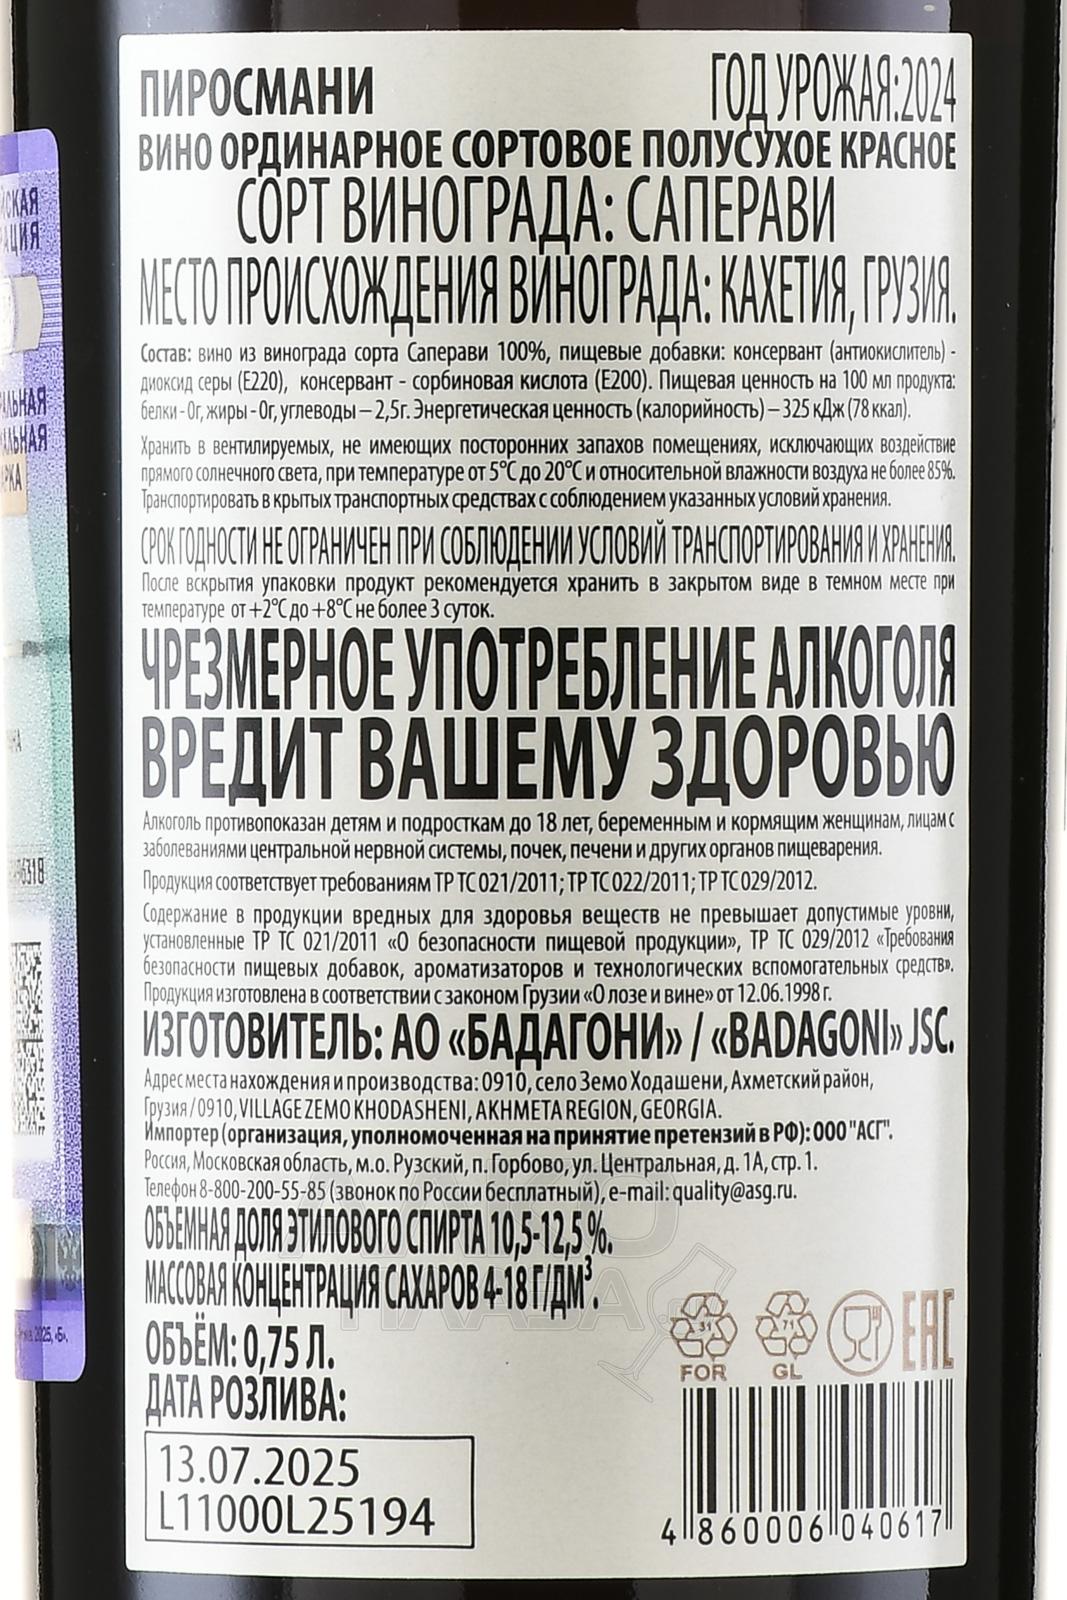 ПИРОСМАНИ
ГОД УРОЖАЯ:2024
ВИНО ОРДИНАРНОЕ СОРТОВОЕ ПОЛУСУХОЕ КРАСНОЕ
СОРТ ВИНОГРАДА: САПЕРАВИ
МЕСТО ПРОИСХОЖДЕНИЯ ВИНОГРАДА: КАХЕТИЯ, ГРУЗИЯ.
Состав: вино из винограда сорта Саперави 100%, пищевые добавки: консервант (антиокислитель) -
диоксид серы (Е220), консервант - сорбиновая кислота (Е200). Пищевая ценность на 100 мл продукта:
белки - 0г, жиры - 0г, углеводы – 2,5г. Энергетическая ценность (калорийность) – 325 кДж (78 ккал).
Хранить в вентилируемых, не имеющих посторонних запахов помещениях, исключающих воздействие
прямого солнечного света, при температуре от 5°С до 20°С и относительной влажности воздуха не более 85%.
Транспортировать в крытых транспортных средствах с соблюдением указанных условий хранения.
СРОК ГОДНОСТИ НЕ ОГРАНИЧЕН ПРИ СОБЛЮДЕНИИ УСЛОВИЙ ТРАНСПОРТИРОВАНИЯ И ХРАНЕНИЯ.
После вскрытия упаковки продукт рекомендуется хранить в закрытом виде в темном месте при
температуре от +2°С до +8°С не более 3 суток.
ЧРЕЗМЕРНОЕ УПОТРЕБЛЕНИЕ АЛКОГОЛЯ
ВРЕДИТ ВАШЕМУ ЗДОРОВЬЮ
Алкоголь противопоказан детям и подросткам до 18 лет, беременным и кормящим женщинам, лицам с
заболеваниями центральной нервной системы, почек, печени и других органов пищеварения.
Продукция соответствует требованиям ТР ТС 021/2011; ТР ТС 022/2011; ТР ТС 029/2012.
Содержание в продукции вредных для здоровья веществ не превышает допустимые уровни,
установленные ТР ТС 021/2011 «О безопасности пищевой продукции», ТР ТС 029/2012 «Требования
безопасности пищевых добавок, ароматизаторов и технологических вспомогательных средств».
Продукция изготовлена в соответствии с законом Грузии «О лозе и вине» от 12.06.1998 г.
ИЗГОТОВИТЕЛЬ: АО «БАДАГОНИ» / «BADAGONI» JSC.
Адрес места нахождения и производства: 0910, село Земо Ходашени, Ахметский район,
Грузия / 0910, VILLAGE ZEMO KHODASHENI, AKHMETA REGION, GEORGIA.
Импортер (организация, уполномоченная на принятие претензий в РФ): ООО "АСГ".
Россия, Московская область, м.о. Рузский, п. Горбово, ул. Центральная, д. 1А, стр. 1.
Телефон 8-800-200-55-85 (звонок по России бесплатный), e-mail: quality@asg.ru.
ОБЪЕМНАЯ ДОЛЯ ЭТИЛОВОГО СПИРТА 10,5-12,5 %.
МАССОВАЯ КОНЦЕНТРАЦИЯ САХАРОВ 4-18 Г/ДМ³.
ОБЪЁМ: 0,75 Л.
ДАТА РОЗЛИВА:
13.07.2025
L11000L25194
31 71
FOR GL
EAC
4 860006 040617